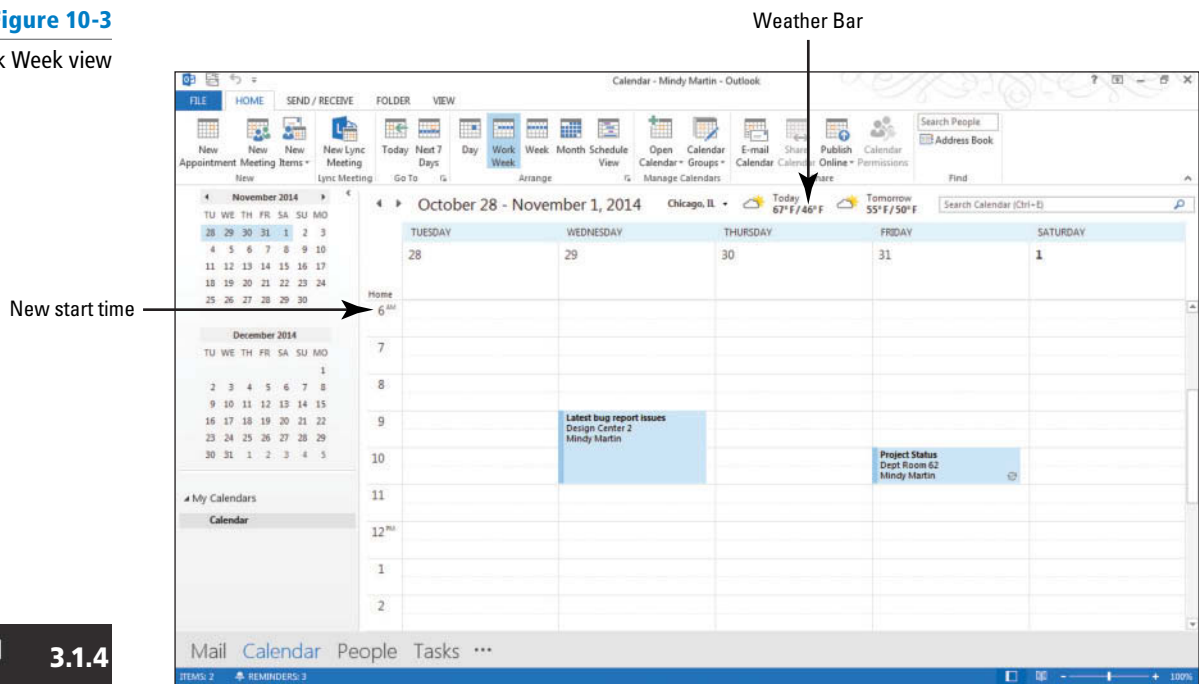 igure 10-3
k Week view
Weather Bar
New start time
3.1.4
Calendar - Mindy Martin - Outlook
FILE HOME SEND / RECEIVE FOLDER VIEW
New Appointment
New Meeting
New Items
New
New Lync Meeting
Lync Meeting
Today
Next 7 Days
Go To
Day
Work Week
Week
Month
Schedule View
Arrange
Open Calendar
Calendar Groups
Manage Calendars
E-mail Calendar
Share Calendar
Publish Online
Calendar Permissions
Search People
Address Book
Find
November 2014
TU WE TH FR SA SU MO
28 29 30 31 1 2 3
4 5 6 7 8 9 10
11 12 13 14 15 16 17
18 19 20 21 22 23 24
25 26 27 28 29 30
December 2014
TU WE TH FR SA SU MO
1
2 3 4 5 6 7 8
9 10 11 12 13 14 15
16 17 18 19 20 21 22
23 24 25 26 27 28 29
30 31 1 2 3 4 5
My Calendars
Calendar
October 28 - November 1, 2014
Chicago, IL
Today
67° F / 46° F
Tomorrow
55° F / 50° F
Search Calendar (Ctrl+E)
TUESDAY WEDNESDAY THURSDAY FRIDAY SATURDAY
28 29 30 31 1
Home
6 AM
7
8
9
Latest bug report issues
Design Center 2
Mindy Martin
10
Project Status
Dept Room 62
Mindy Martin
11
12 PM
1
2
Mail Calendar People Tasks •••
ITEMS: 2 REMINDERS: 3
100%